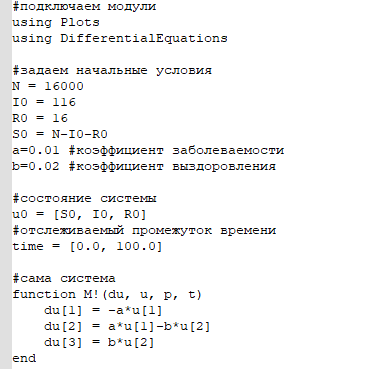 #подключаем модули
using Plots
using DifferentialEquations

#задаем начальные условия
N = 16000
I0 = 116
R0 = 16
S0 = N-I0-R0
a=0.01 #коэффициент заболеваемости
b=0.02 #коэффициент выздоровления

#состояние системы
u0 = [S0, I0, R0]
#отслеживаемый промежуток времени
time = [0.0, 100.0]

#сама система
function M!(du, u, p, t)
    du[1] = -a*u[1]
    du[2] = a*u[1]-b*u[2]
    du[3] = b*u[2]
end